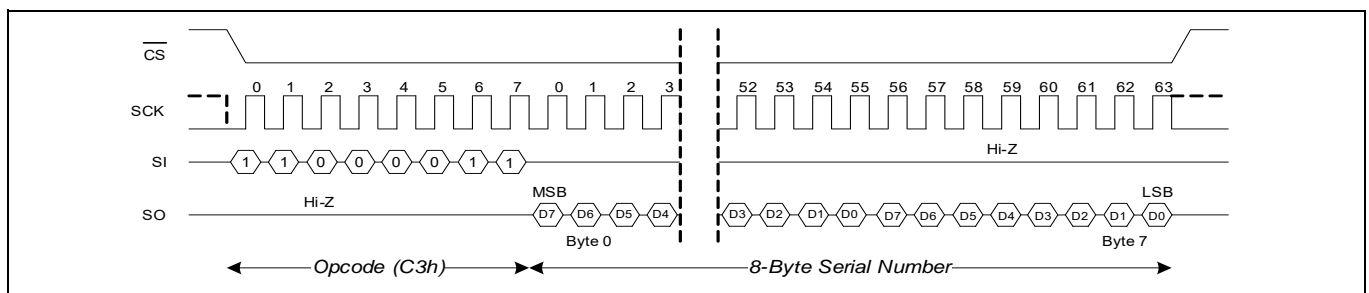 CS
0 1 2 3 4 5 6 7 0 1 2 3 52 53 54 55 56 57 58 59 60 61 62 63
SCK
Hi-Z
SI 1 1 0 0 0 0 1 1
MSB LSB
Hi-Z
SO D7 D6 D5 D4 D3 D2 D1 D0 D7 D6 D5 D4 D3 D2 D1 D0
Byte 0 Byte 7
Opcode (C3h) 8-Byte Serial Number